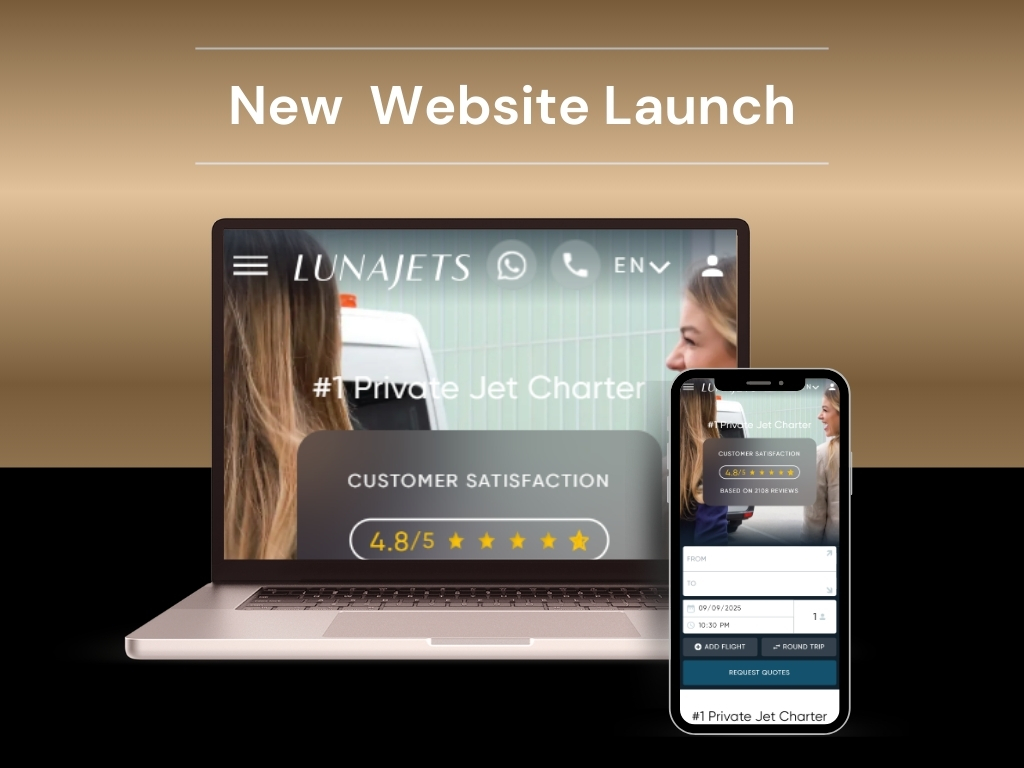 New Website Launch
LUNAJETS
EN
#1 Private Jet Charter
CUSTOMER SATISFACTION
4.8/5
#1 Private Jet Charter
CUSTOMER SATISFACTION
4.8/5
BASED ON 2108 REVIEWS
FROM
TO
09/09/2025
1
10:30 PM
ADD FLIGHT
ROUND TRIP
REQUEST QUOTES
#1 Private Jet Charter